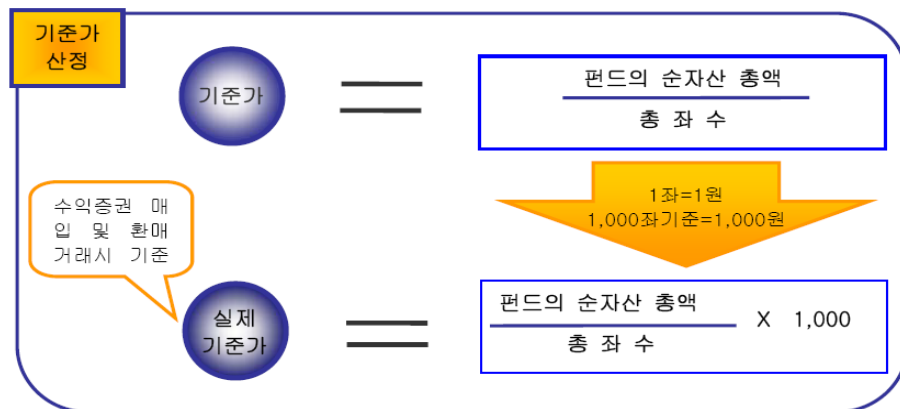 기준가
산정
기준가
펀드의 순자산 총액
총 좌 수
1좌=1원
1,000좌기준=1,000원
수익증권 매
입 및 환매
거래시 기준
실제
기준가
펀드의 순자산 총액
총 좌 수
X 1,000